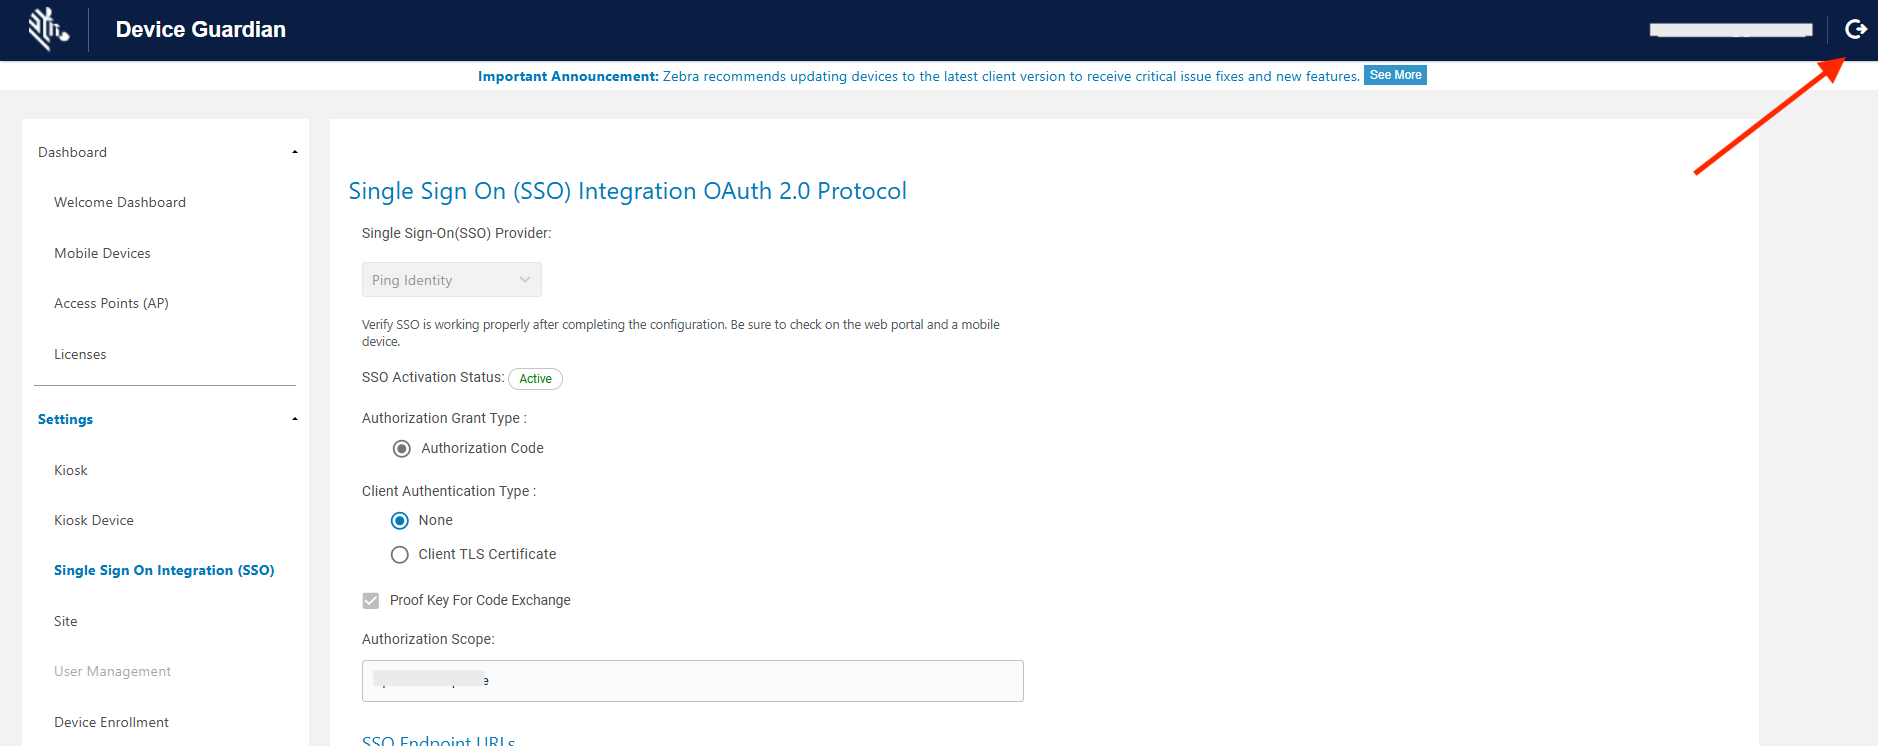 Device Guardian
Important Announcement: Zebra recommends updating devices to the latest client version to receive critical issue fixes and new features. See More
Dashboard
Welcome Dashboard
Mobile Devices
Access Points (AP)
Licenses
Settings
Kiosk
Kiosk Device
Single Sign On Integration (SSO)
Site
User Management
Device Enrollment
Single Sign On (SSO) Integration OAuth 2.0 Protocol
Single Sign-On(SSO) Provider:
Ping Identity
Verify SSO is working properly after completing the configuration. Be sure to check on the web portal and a mobile
device.
SSO Activation Status: Active
Authorization Grant Type :
Authorization Code
Client Authentication Type :
None
Client TLS Certificate
Proof Key For Code Exchange
Authorization Scope:
SSO Endpoint URLs